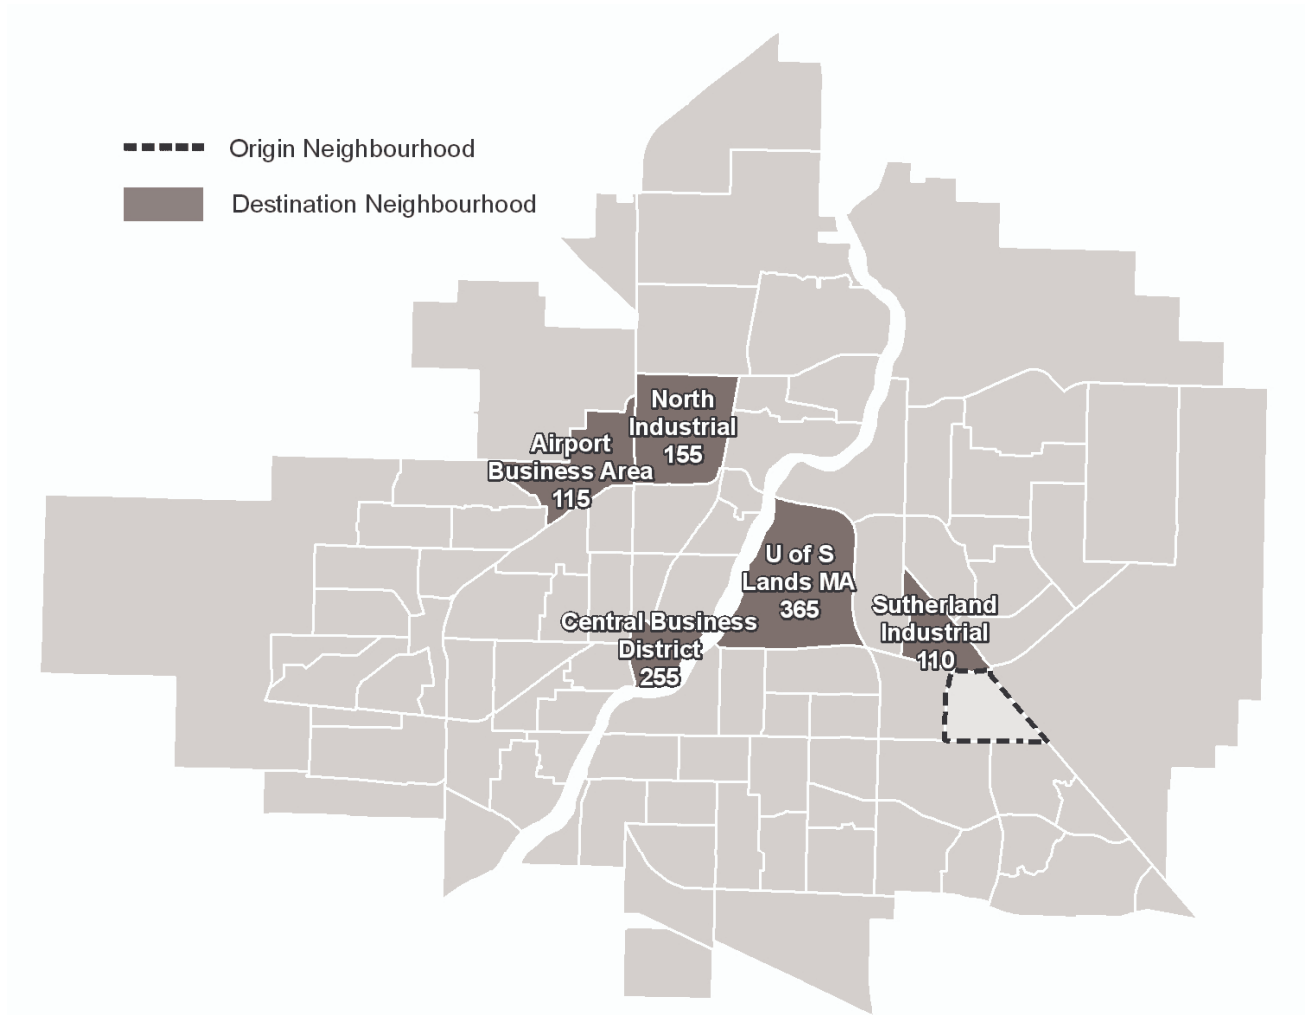 Origin Neighbourhood
Destination Neighbourhood
North
Industrial
155
Airport
Business Area
115
U of S
Lands MA
365
Sutherland
Industrial
110
Central Business
District
255